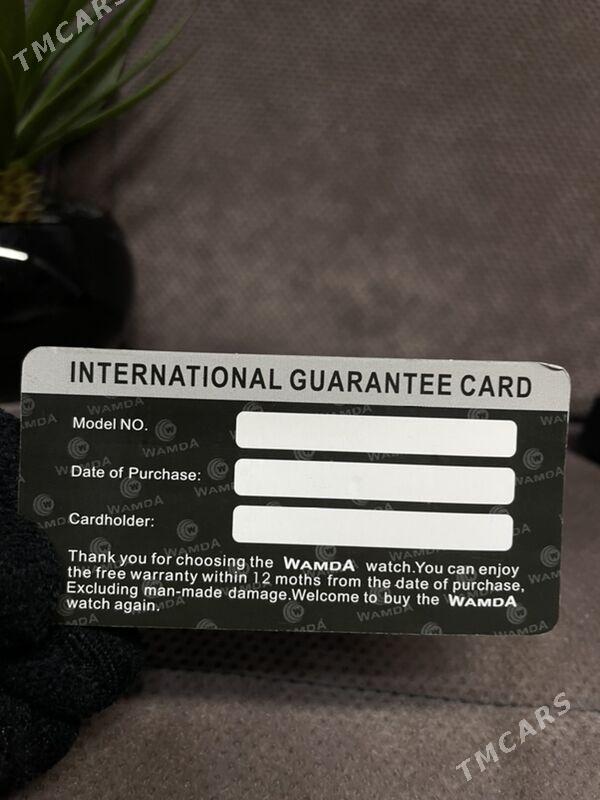 TMCARS
INTERNATIONAL GUARANTEE CARD
Model NO.
Date of Purchase:
Cardholder:
Thank you for choosing the WAMDA watch.You can enjoy
the free warranty within 12 moths from the date of purchase,
Excluding man-made damage.Welcome to buy the WAMDA
watch again.
TMCARS